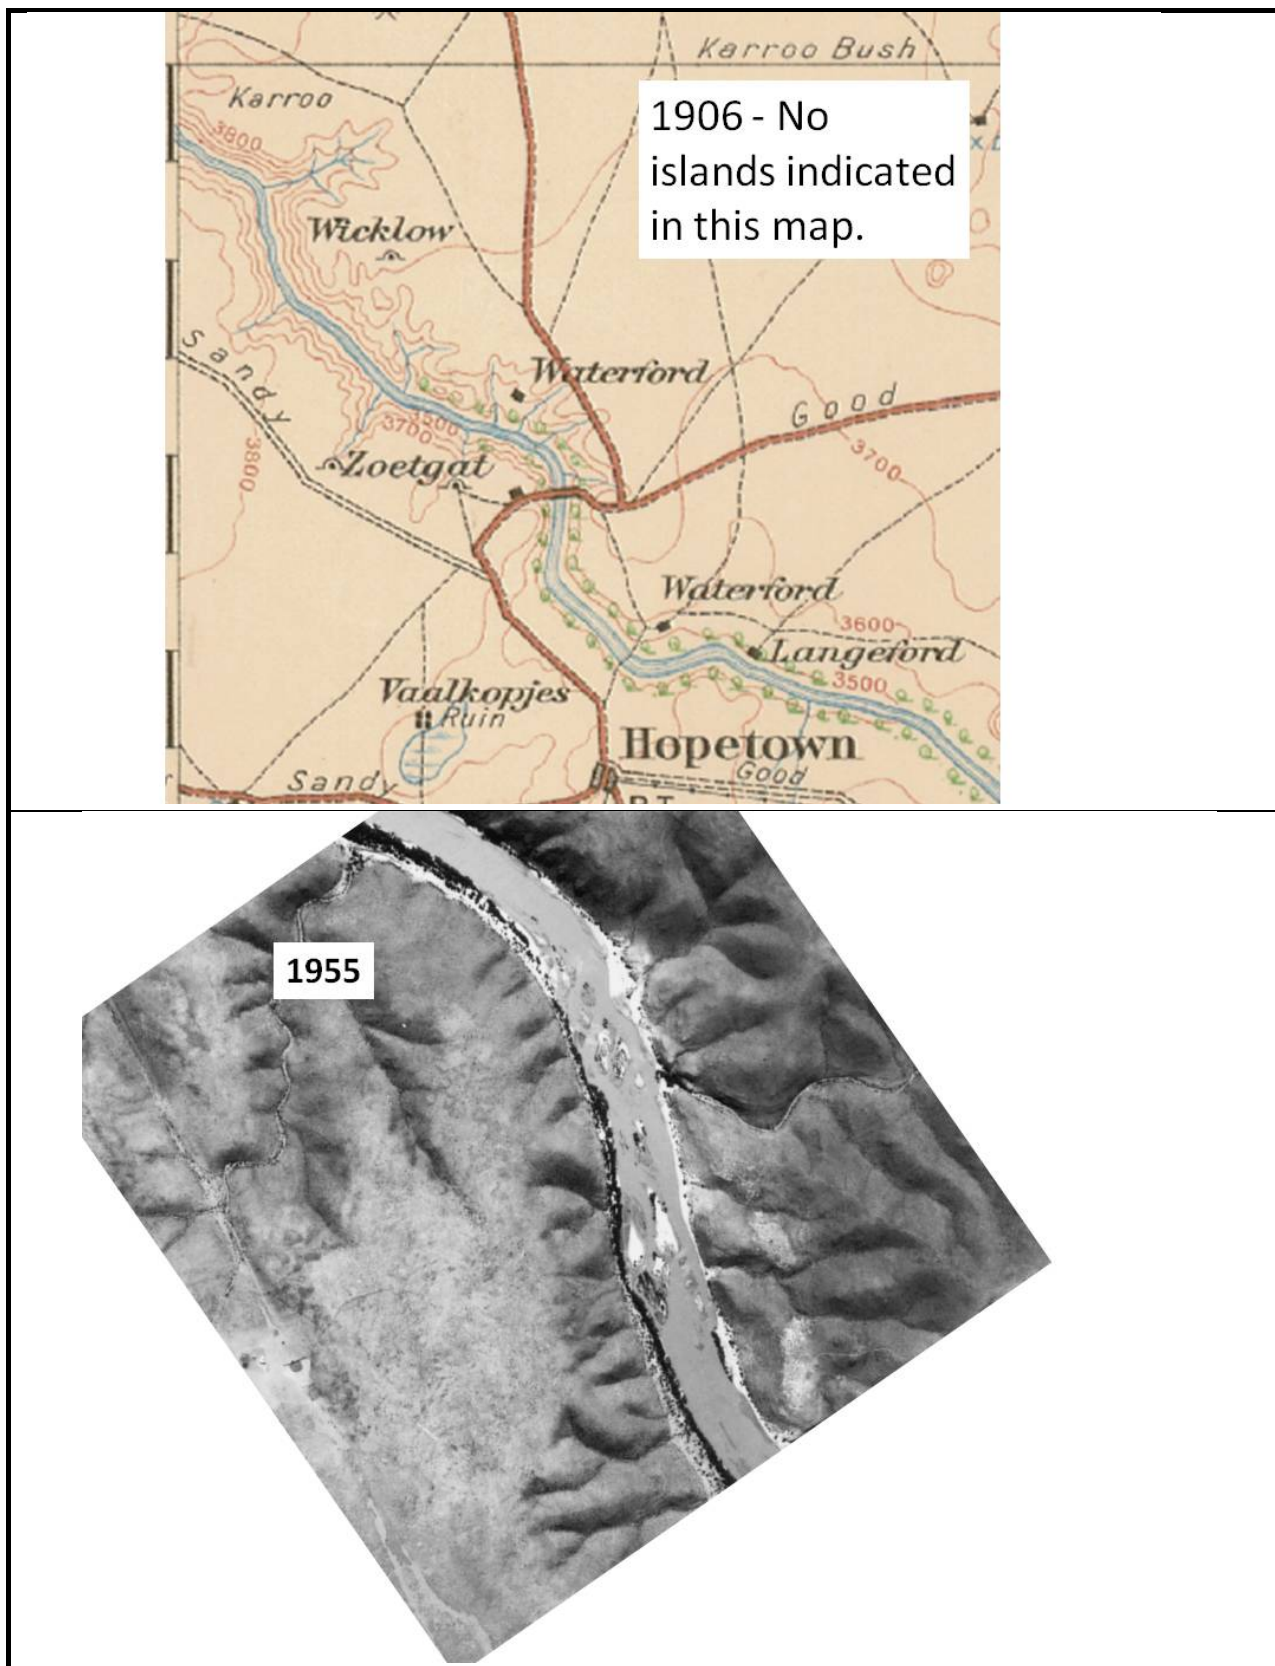 Karroo Bush
Karroo
3800
1906 - No
islands indicated
in this map.
Wicklow
Sandy
Waterford
Good
3500
3700
3700
3800
Zoetgat
Waterford
3600
Langeford
3500
Vaalkopjes
Ruin
Hopetown
Good
Sandy
1955